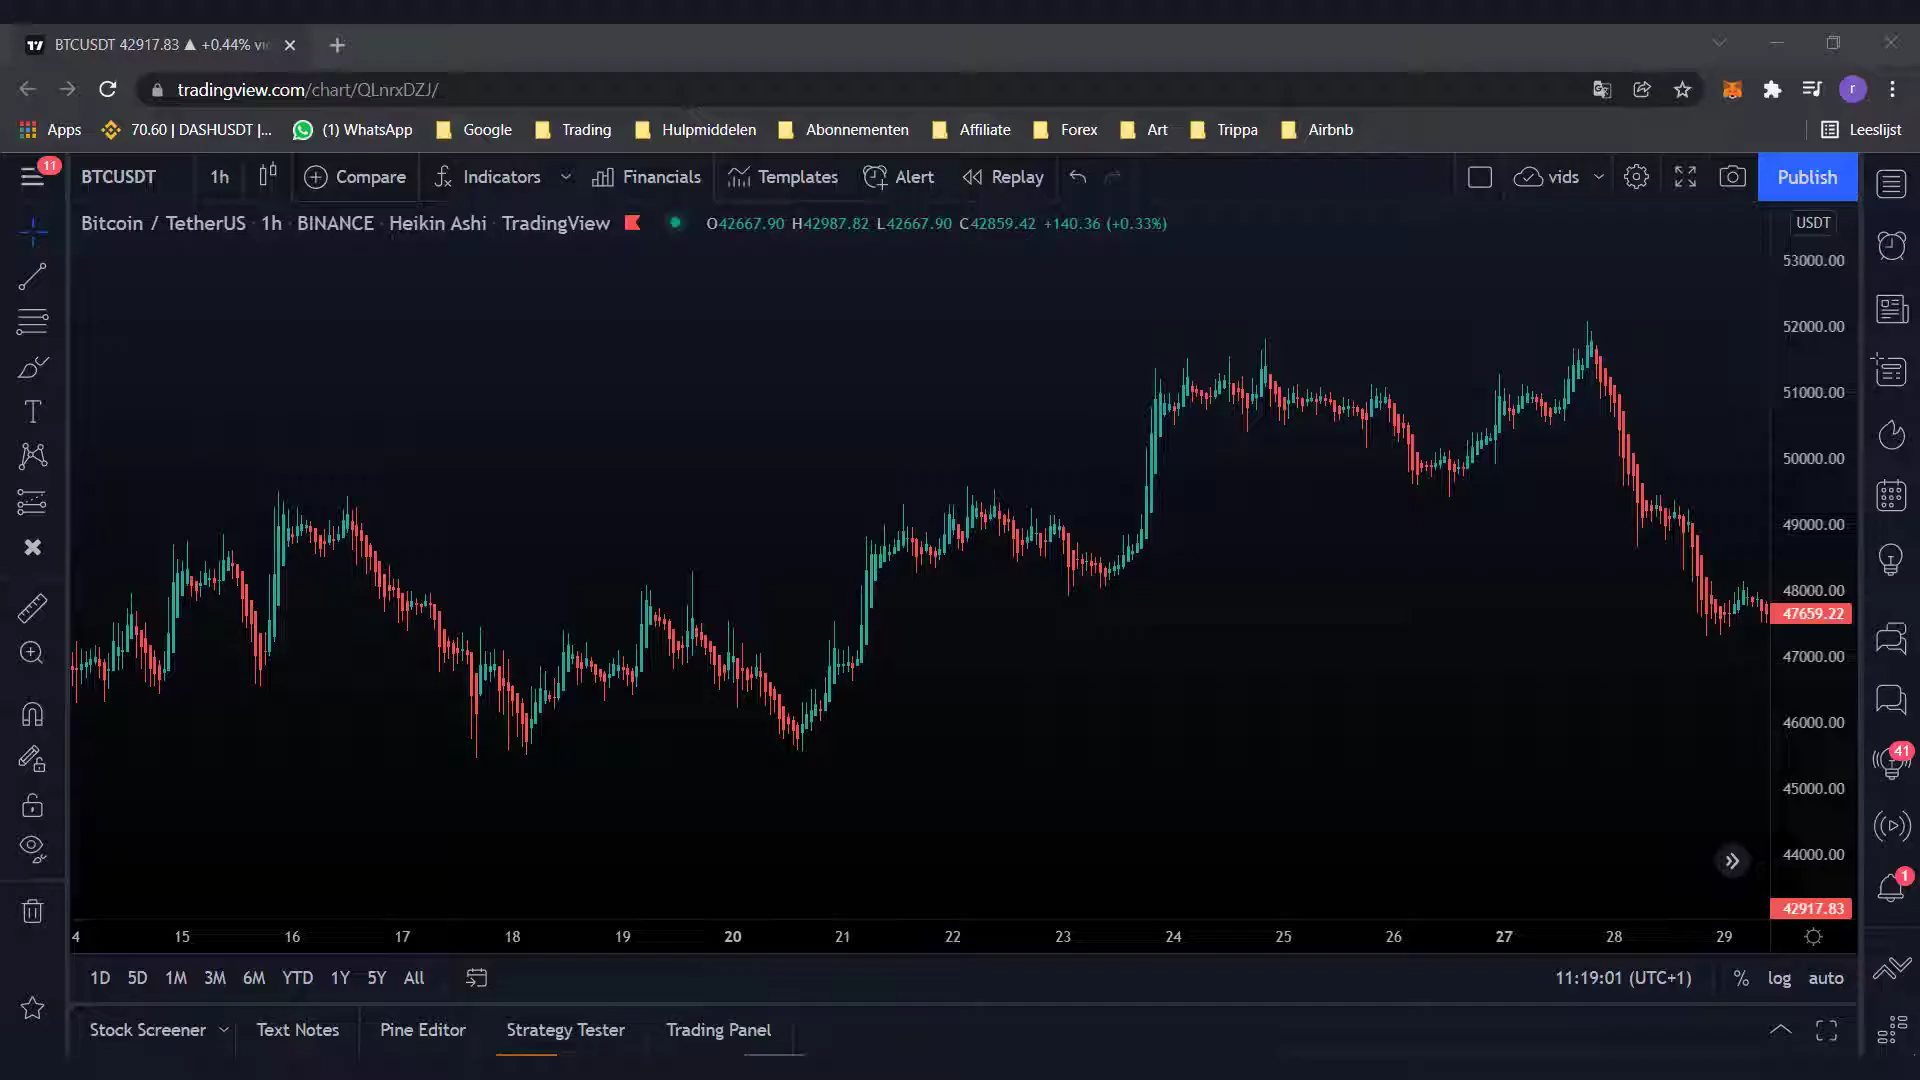 BTCUSDT 42917.83 ▲ +0.44%
tradingview.com/chart/QLnrxDZJ/
r
Apps 70.60 | DASHUSDT |... (1) WhatsApp Google Trading Hulpmiddelen Abonnementen Affiliate Forex Art Trippa Airbnb Leeslijst
11 BTCUSDT 1h Compare Indicators Financials Templates Alert Replay vids Publish
Bitcoin / TetherUS · 1h · BINANCE · Heikin Ashi · TradingView O42667.90 H42987.82 L42667.90 C42859.42 +140.36 (+0.33%) USDT
53000.00
52000.00
51000.00
50000.00
49000.00
48000.00
47659.22
47000.00
46000.00
41
45000.00
44000.00
1
42917.83
4 15 16 17 18 19 20 21 22 23 24 25 26 27 28 29
1D 5D 1M 3M 6M YTD 1Y 5Y All 11:19:01 (UTC+1) % log auto
Stock Screener Text Notes Pine Editor Strategy Tester Trading Panel